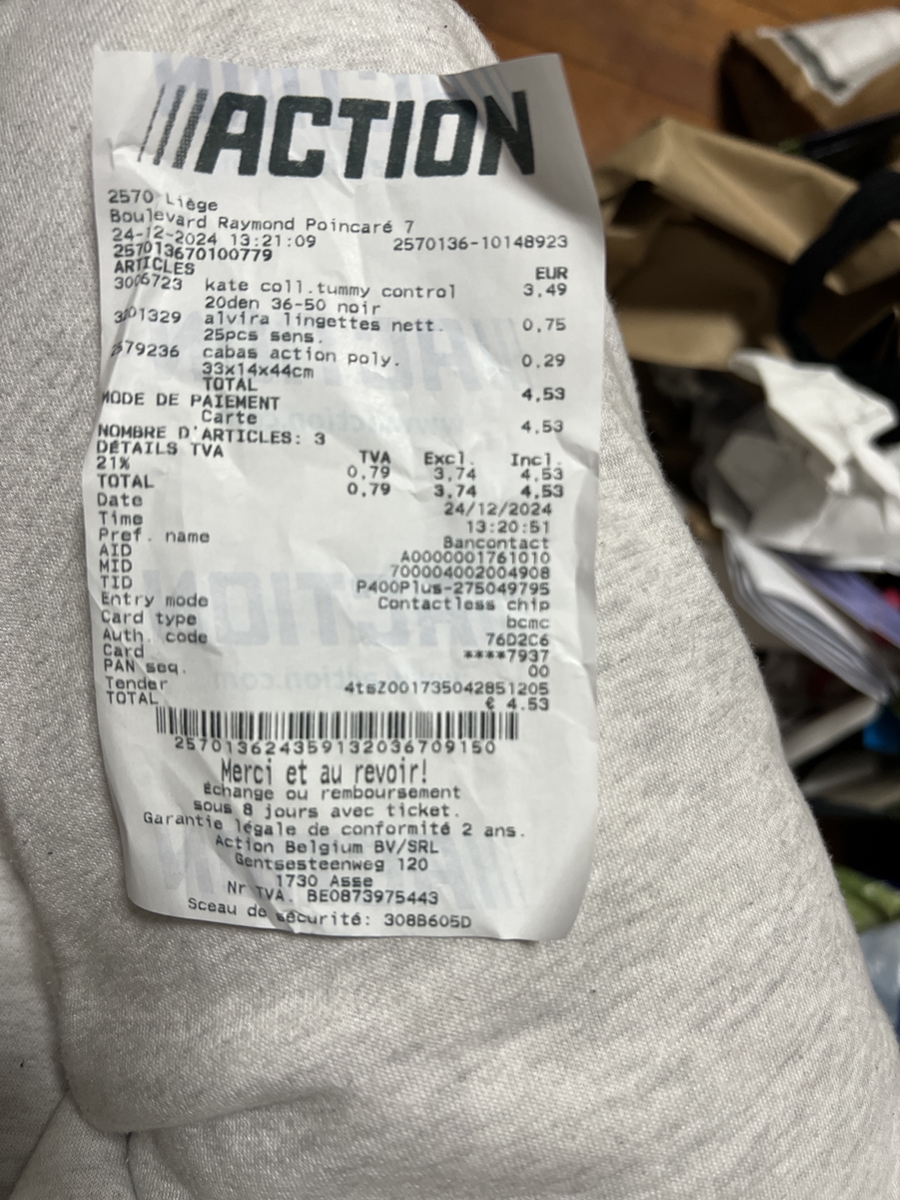 ACTION
2570 Liège
Boulevard Raymond Poincaré 7
24-12-2024 13:21:09 2570136-10148923
257013670100779
ARTICLES EUR
3006723 kate coll.tummy control 3,49
20den 36-50 noir
3201329 alvira lingettes nett. 0,75
25pcs sens.
2579236 cabas action poly. 0,29
33x14x44cm
TOTAL 4,53
MODE DE PAIEMENT
Carte 4,53
NOMBRE D'ARTICLES: 3
DÉTAILS TVA TVA Excl. Incl.
21% 0,79 3,74 4,53
TOTAL 0,79 3,74 4,53
Date 24/12/2024
Time 13:20:51
Pref. name Bancontact
AID A0000001761010
MID 700004002004908
TID P400Plus-275049795
Entry mode Contactless chip
Card type bcmc
Auth. code 76D2C6
Card ****7937
PAN seq. 00
Tender 4tsZ001735042851205
TOTAL € 4.53
257013624359132036709150
Merci et au revoir!
Échange ou remboursement
sous 8 jours avec ticket.
Garantie légale de conformité 2 ans.
Action Belgium BV/SRL
Gentsesteenweg 120
1730 Asse
Nr TVA. BE0873975443
Sceau de sécurité: 308B605D